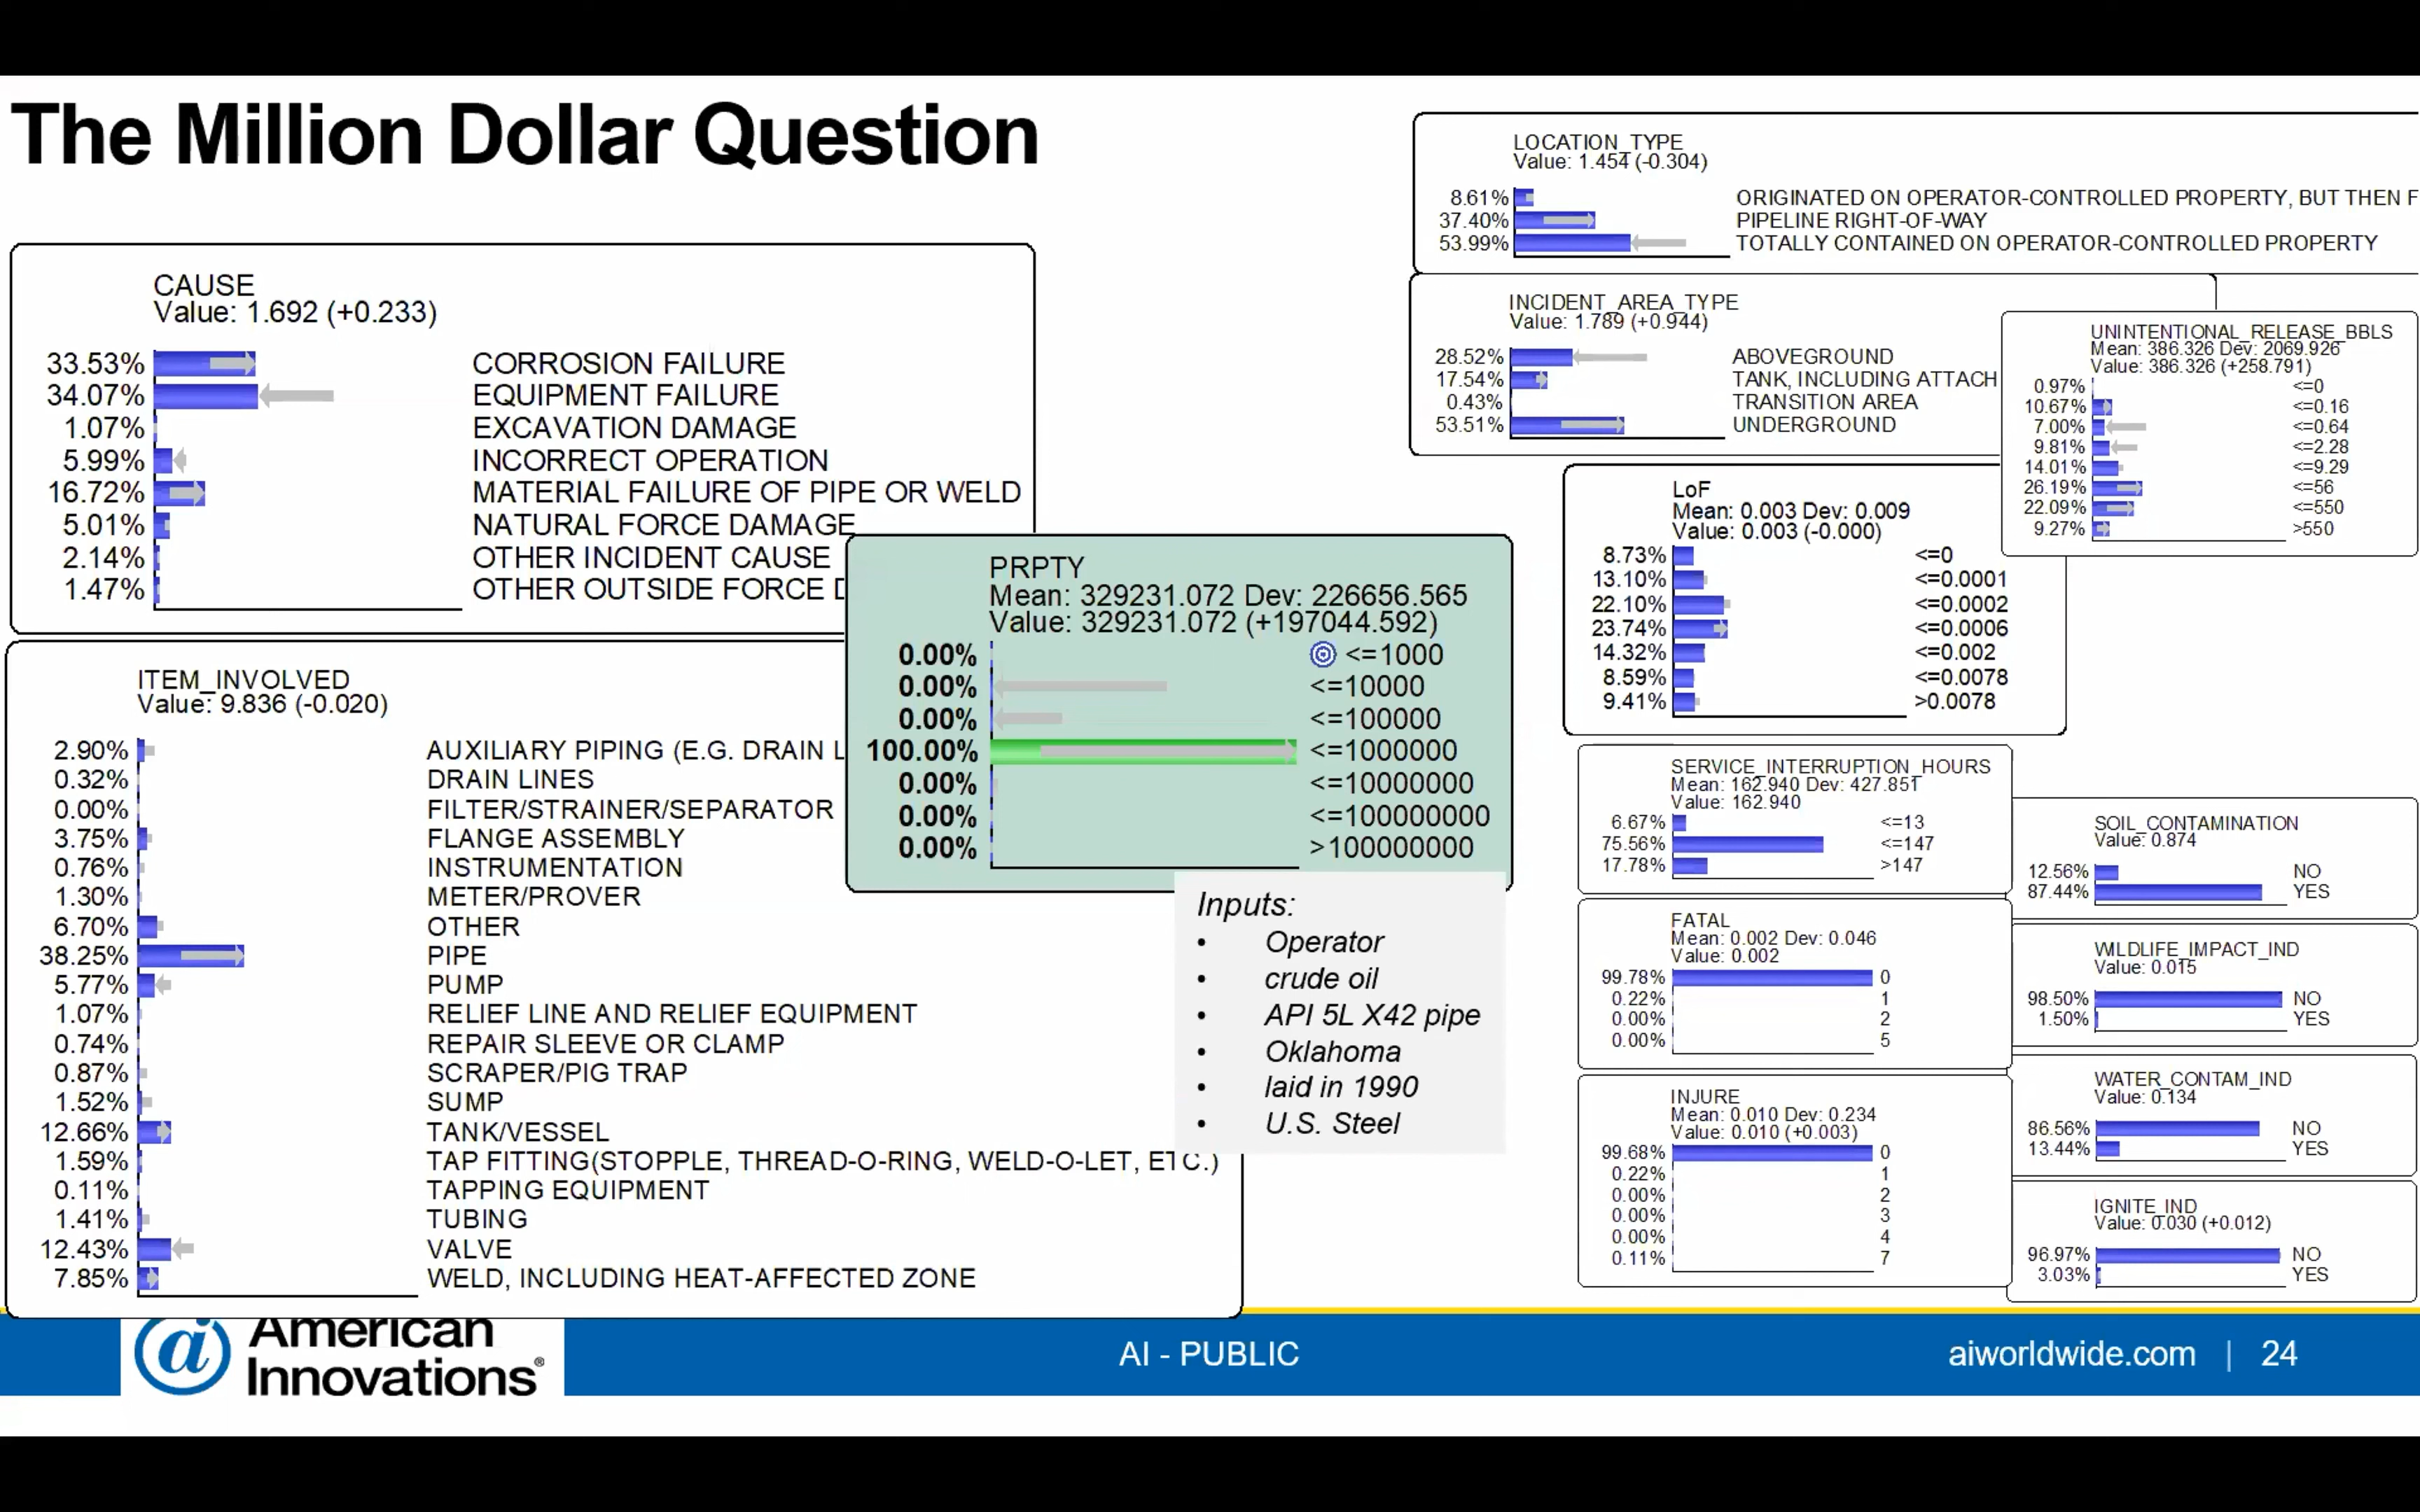 The Million Dollar Question
CAUSE
Value: 1.692 (+0.233)
33.53% CORROSION FAILURE
34.07% EQUIPMENT FAILURE
1.07% EXCAVATION DAMAGE
5.99% INCORRECT OPERATION
16.72% MATERIAL FAILURE OF PIPE OR WELD
5.01% NATURAL FORCE DAMAGE
2.14% OTHER INCIDENT CAUSE
1.47% OTHER OUTSIDE FORCE D
ITEM_INVOLVED
Value: 9.836 (-0.020)
2.90% AUXILIARY PIPING (E.G. DRAIN L
0.32% DRAIN LINES
0.00% FILTER/STRAINER/SEPARATOR
3.75% FLANGE ASSEMBLY
0.76% INSTRUMENTATION
1.30% METER/PROVER
6.70% OTHER
38.25% PIPE
5.77% PUMP
1.07% RELIEF LINE AND RELIEF EQUIPMENT
0.74% REPAIR SLEEVE OR CLAMP
0.87% SCRAPER/PIG TRAP
1.52% SUMP
12.66% TANK/VESSEL
1.59% TAP FITTING(STOPPLE, THREAD-O-RING, WELD-O-LET, ETC.)
0.11% TAPPING EQUIPMENT
1.41% TUBING
12.43% VALVE
7.85% WELD, INCLUDING HEAT-AFFECTED ZONE
PRPTY
Mean: 329231.072 Dev: 226656.565
Value: 329231.072 (+197044.592)
0.00% <=1000
0.00% <=10000
0.00% <=100000
100.00% <=1000000
0.00% <=10000000
0.00% <=100000000
0.00% >100000000
Inputs:
• Operator
• crude oil
• API 5L X42 pipe
• Oklahoma
• laid in 1990
• U.S. Steel
LOCATION_TYPE
Value: 1.454 (-0.304)
8.61% ORIGINATED ON OPERATOR-CONTROLLED PROPERTY, BUT THEN F
37.40% PIPELINE RIGHT-OF-WAY
53.99% TOTALLY CONTAINED ON OPERATOR-CONTROLLED PROPERTY
INCIDENT_AREA_TYPE
Value: 1.789 (+0.944)
28.52% ABOVEGROUND
17.54% TANK, INCLUDING ATTACH
0.43% TRANSITION AREA
53.51% UNDERGROUND
UNINTENTIONAL_RELEASE_BBLS
Mean: 386.326 Dev: 2069.926
Value: 386.326 (+258.791)
0.97% <=0
10.67% <=0.16
7.00% <=0.64
9.81% <=2.28
14.01% <=9.29
26.19% <=56
22.09% <=550
9.27% >550
LoF
Mean: 0.003 Dev: 0.009
Value: 0.003 (-0.000)
8.73% <=0
13.10% <=0.0001
22.10% <=0.0002
23.74% <=0.0006
14.32% <=0.002
8.59% <=0.0078
9.41% >0.0078
SERVICE_INTERRUPTION_HOURS
Mean: 162.940 Dev: 427.851
Value: 162.940
6.67% <=13
75.56% <=147
17.78% >147
FATAL
Mean: 0.002 Dev: 0.046
Value: 0.002
99.78% 0
0.22% 1
0.00% 2
0.00% 5
INJURE
Mean: 0.010 Dev: 0.234
Value: 0.010 (+0.003)
99.68% 0
0.22% 1
0.00% 2
0.00% 3
0.00% 4
0.11% 7
SOIL_CONTAMINATION
Value: 0.874
12.56% NO
87.44% YES
WILDLIFE_IMPACT_IND
Value: 0.015
98.50% NO
1.50% YES
WATER_CONTAM_IND
Value: 0.134
86.56% NO
13.44% YES
IGNITE_IND
Value: 0.030 (+0.012)
96.97% NO
3.03% YES
@ American
Innovations®
AI - PUBLIC
aiworldwide.com | 24